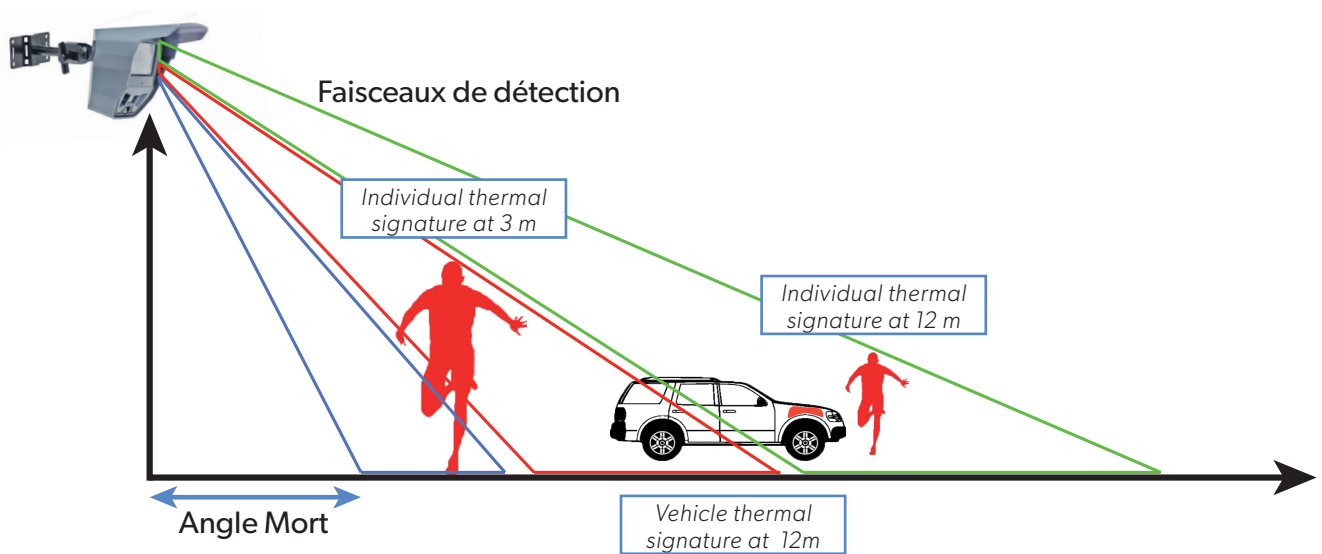 Faisceaux de détection
Individual thermal
signature at 3 m
Individual thermal
signature at 12 m
Angle Mort
Vehicle thermal
signature at 12m